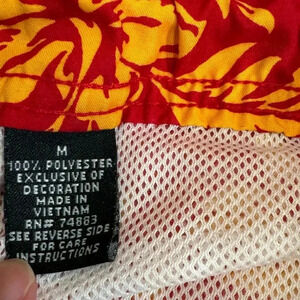 M
100% POLYESTER
EXCLUSIVE OF
DECORATION
MADE IN
VIETNAM
RN# 74883
SEE REVERSE SIDE
FOR CARE
INSTRUCTIONS